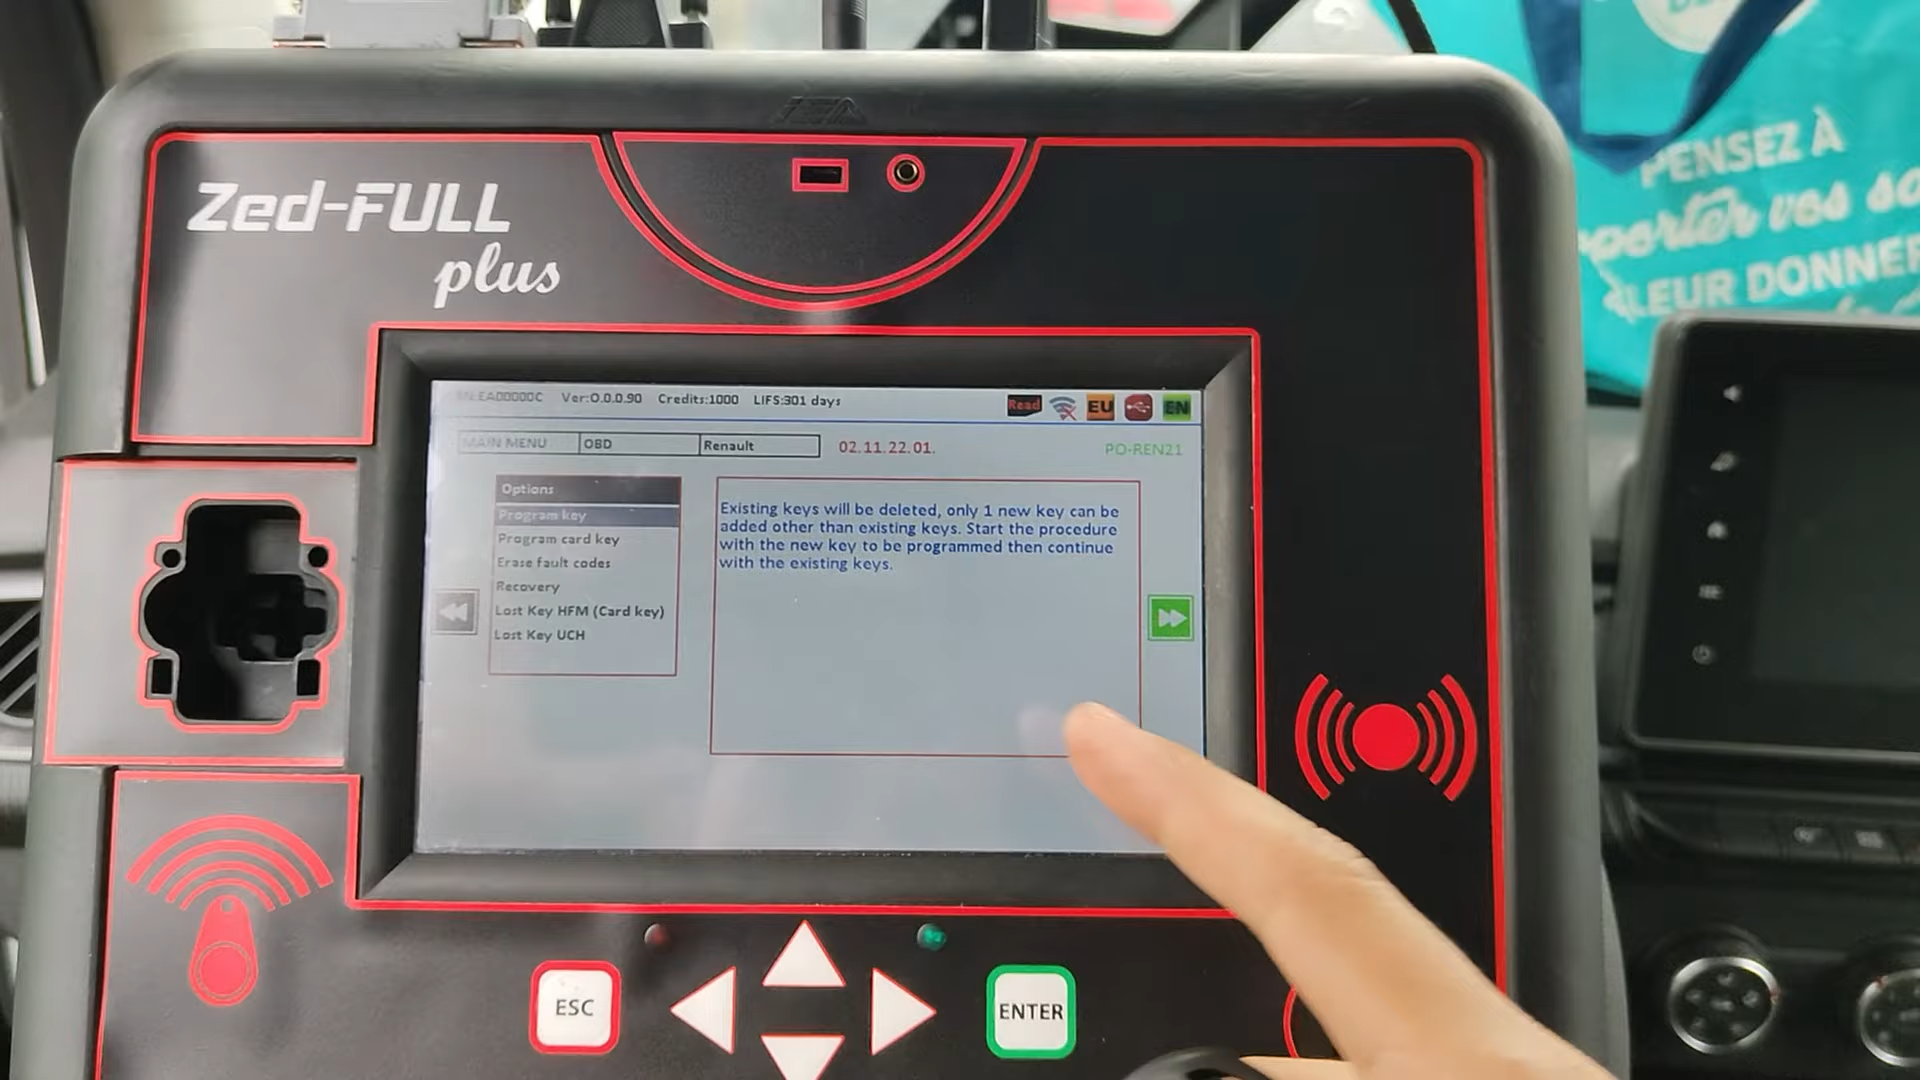 Zed-FULL
plus
EA00000C Ver:0.0.0.90 Credits:1000 LIFS:301 days
Read EU EN
MAIN MENU OBD Renault 02.11.22.01. PO-REN21
Options
Program key
Program card key
Erase fault codes
Recovery
Lost Key HFM (Card key)
Lost Key UCH
Existing keys will be deleted, only 1 new key can be
added other than existing keys. Start the procedure
with the new key to be programmed then continue
with the existing keys.
ESC
ENTER
PENSEZ À
vos
LEUR DONNER